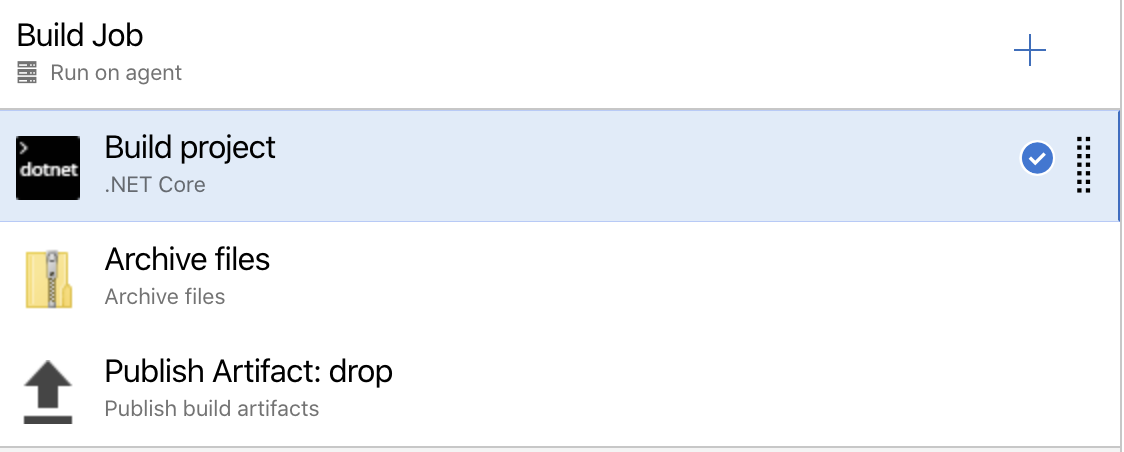 Build Job
Run on agent
>
dotnet
Build project
.NET Core
Archive files
Archive files
Publish Artifact: drop
Publish build artifacts